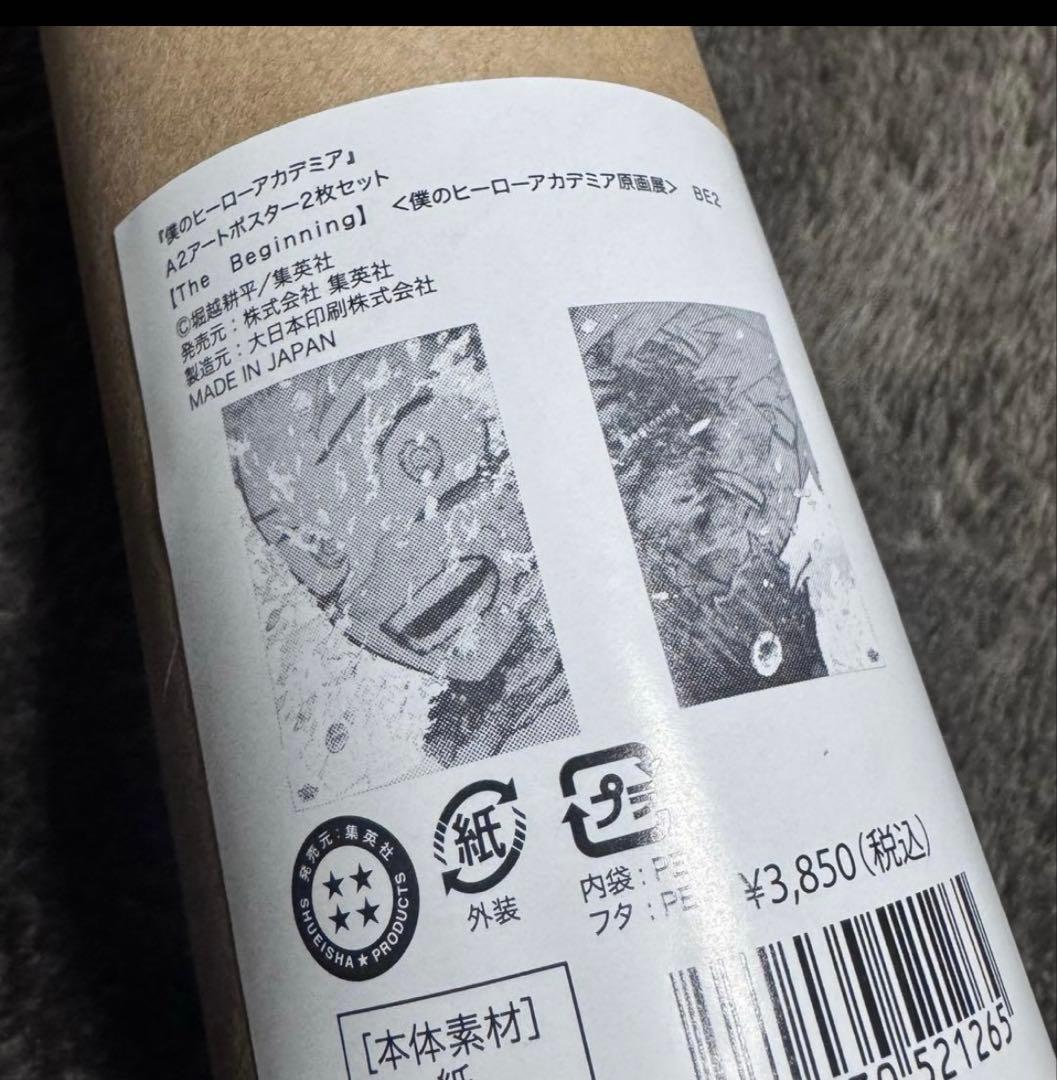 『僕のヒーローアカデミア』
A2アートポスター2枚セット
【The Beginning】 <僕のヒーローアカデミア原画展> BE2
©堀越耕平/集英社
発売元:株式会社 集英社
製造元:大日本印刷株式会社
MADE IN JAPAN
発売元:集英社
SHUEISHA★PRODUCTS
紙
外装
プラ
内袋:PE
フタ:PE
¥3,850(税込)
521265
[本体素材]
紙